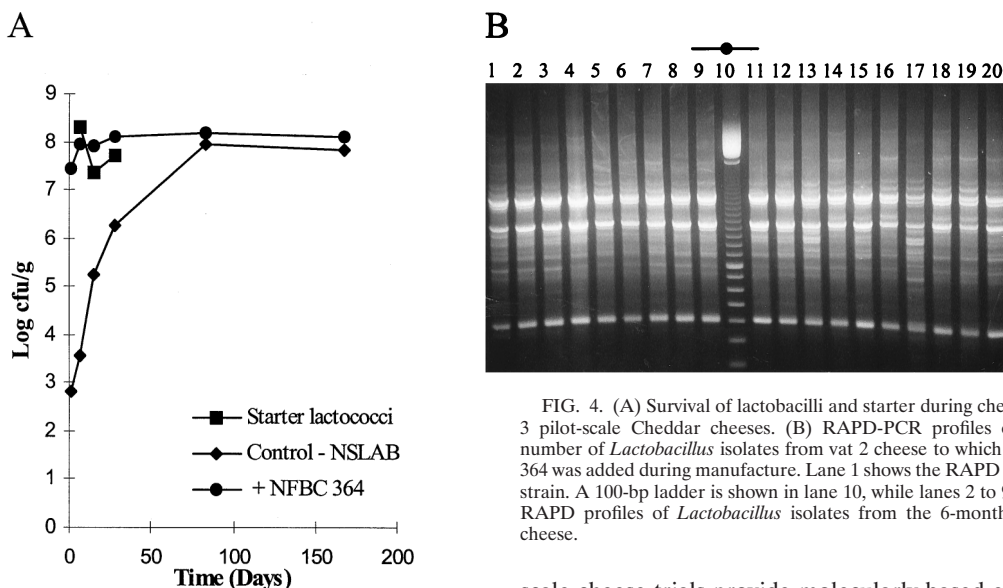 A
9
8
7
6
5
4
3
2
1
0
Log cfu/g
0 50 100 150 200
Time (Days)
Starter lactococci
Control - NSLAB
+ NFBC 364
B
1 2 3 4 5 6 7 8 9 10 11 12 13 14 15 16 17 18 19 20
FIG. 4. (A) Survival of lactobacilli and starter during
3 pilot-scale Cheddar cheeses. (B) RAPD-PCR profiles
number of Lactobacillus isolates from vat 2 cheese to which
364 was added during manufacture. Lane 1 shows the RAPD
strain. A 100-bp ladder is shown in lane 10, while lanes 2 to 9
RAPD profiles of Lactobacillus isolates from the 6-month
cheese.
scale cheese trials provide molecularly based